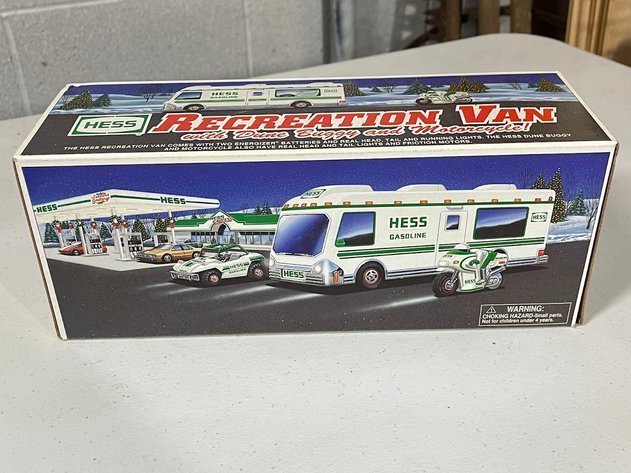 HESS
RECREATION VAN
with Dune Buggy and Motorcycle!
THE HESS RECREATION VAN COMES WITH TWO ENERGIZER® BATTERIES AND REAL HEAD, TAIL AND RUNNING LIGHTS. THE HESS DUNE BUGGY
AND MOTORCYCLE ALSO HAVE REAL HEAD AND TAIL LIGHTS AND FRICTION MOTORS.
HESS
HESS
HESS
HESS
GASOLINE
HESS
HESS
HESS
HESS
HESS
WARNING:
CHOKING HAZARD-Small parts.
Not for children under 4 years.